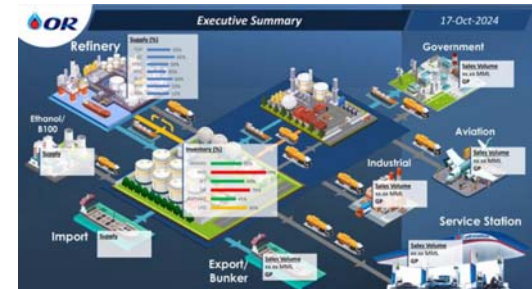 OR
Executive Summary
17-Oct-2024
Refinery
Supply (%)
Government
Sales Volume
xx.xx MML
GP
Ethanol/
B100
Supply
Inventory (%)
Aviation
Sales Volume
xx.xx MML
GP
Industrial
Sales Volume
xx.xx MML
GP
Import
Supply
Export/
Bunker
Sales Volume
xx.xx MML
GP
Service Station
Sales Volume
xx.xx MML
GP